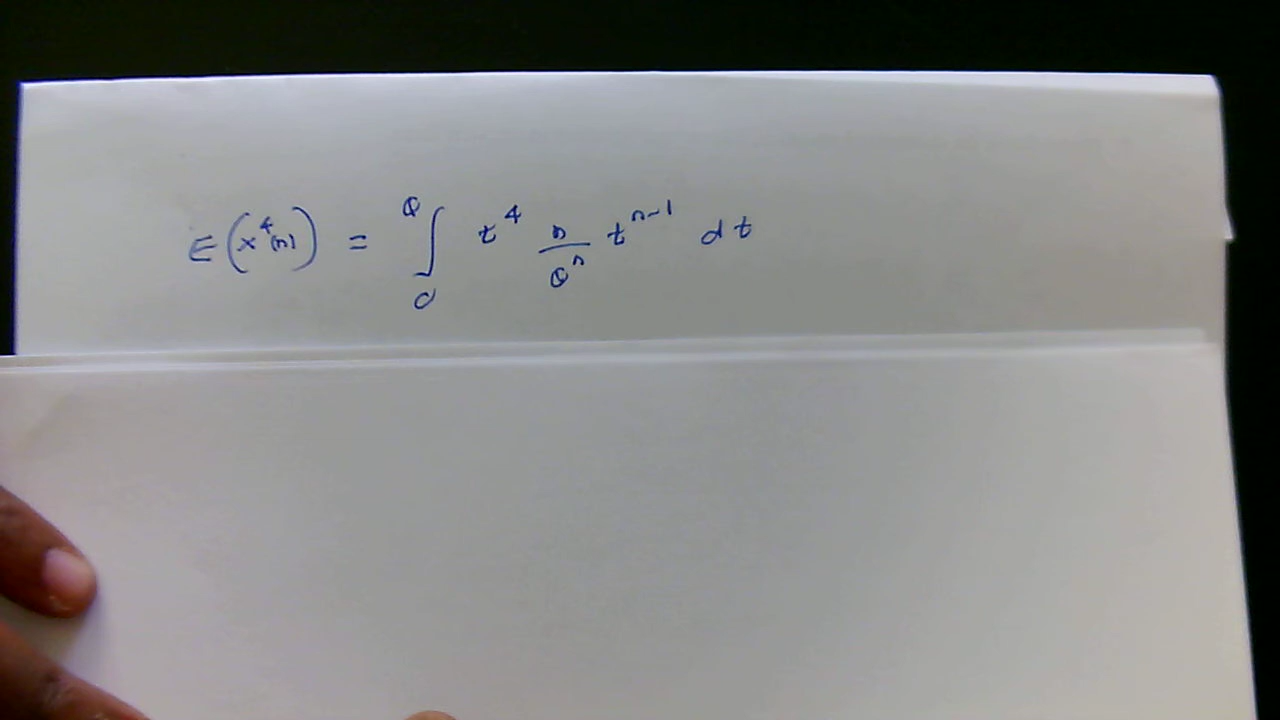 E(x⁴(n)) = ∫₀^θ t⁴ n/θⁿ tⁿ⁻¹ dt